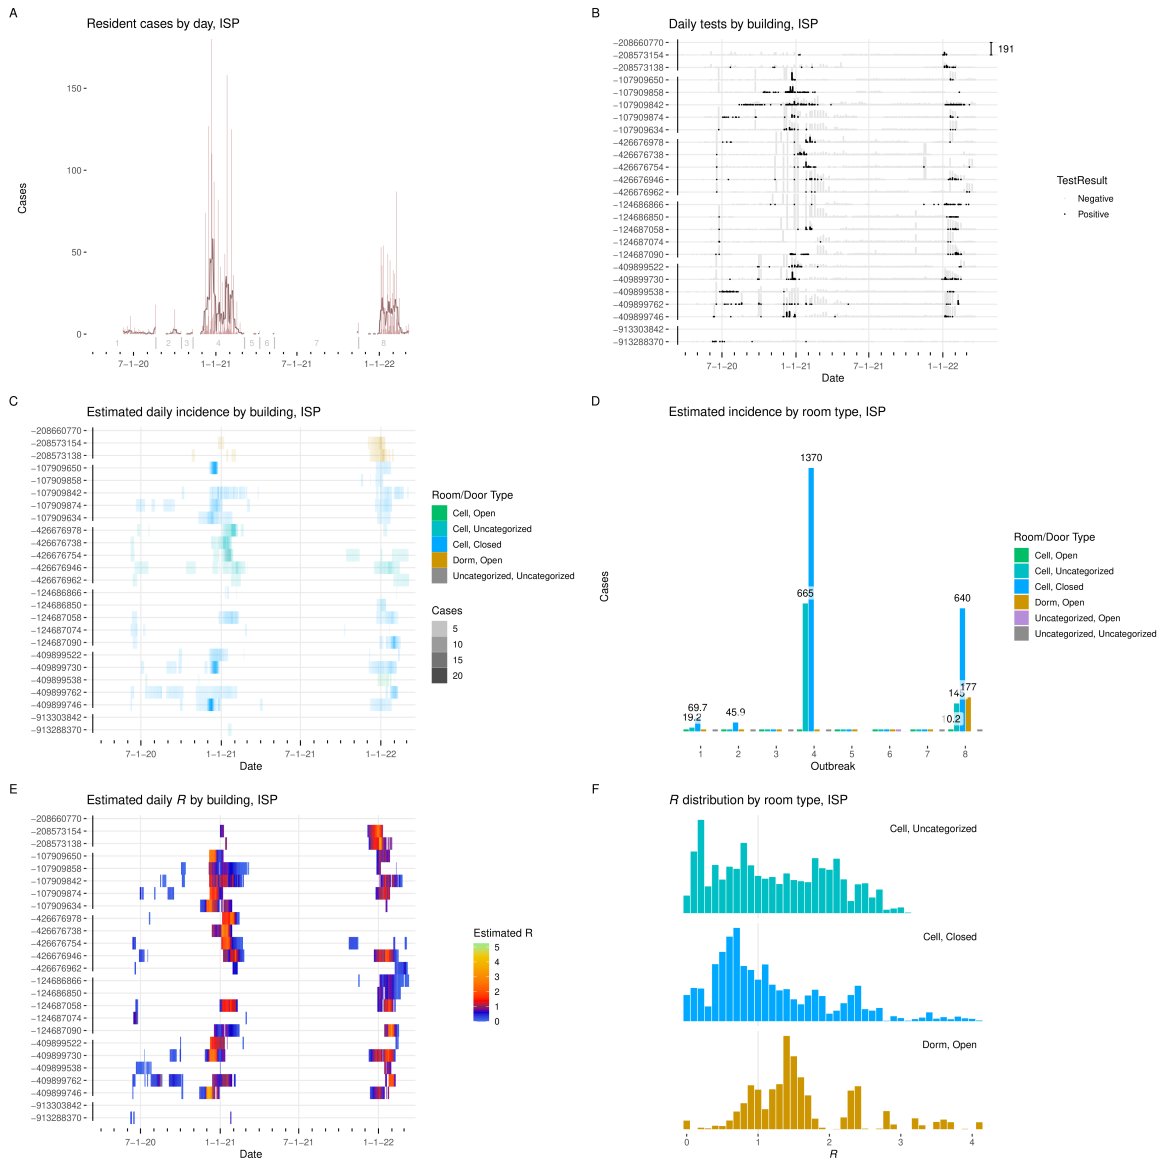 A
Resident cases by day, ISP
150
100
50
0
Cases
1 2 3 4 5 6 7 8
7-1-20 1-1-21 7-1-21 1-1-22
B
Daily tests by building, ISP
-208660770
-208573154
-208573138
-107909650
-107909858
-107909842
-107909874
-107909634
-426676978
-426676738
-426676754
-426676946
-426676962
-124686866
-124686850
-124687058
-124687074
-124687090
-409899522
-409899730
-409899538
-409899762
-409899746
-913303842
-913288370
191
7-1-20 1-1-21 7-1-21 1-1-22
Date
TestResult
Negative
Positive
C
Estimated daily incidence by building, ISP
-208660770
-208573154
-208573138
-107909650
-107909858
-107909842
-107909874
-107909634
-426676978
-426676738
-426676754
-426676946
-426676962
-124686866
-124686850
-124687058
-124687074
-124687090
-409899522
-409899730
-409899538
-409899762
-409899746
-913303842
-913288370
7-1-20 1-1-21 7-1-21 1-1-22
Date
Room/Door Type
Cell, Open
Cell, Uncategorized
Cell, Closed
Dorm, Open
Uncategorized, Uncategorized
Cases
5
10
15
20
D
Estimated incidence by room type, ISP
Cases
1370
665
640
177
69.7
19.2
45.9
1 2 3 4 5 6 7 8
Outbreak
Room/Door Type
Cell, Open
Cell, Uncategorized
Cell, Closed
Dorm, Open
Uncategorized, Open
Uncategorized, Uncategorized
E
Estimated daily R by building, ISP
-208660770
-208573154
-208573138
-107909650
-107909858
-107909842
-107909874
-107909634
-426676978
-426676738
-426676754
-426676946
-426676962
-124686866
-124686850
-124687058
-124687074
-124687090
-409899522
-409899730
-409899538
-409899762
-409899746
-913303842
-913288370
7-1-20 1-1-21 7-1-21 1-1-22
Date
Estimated R
5
4
3
2
1
0
F
R distribution by room type, ISP
Cell, Uncategorized
Cell, Closed
Dorm, Open
0 1 2 3 4
R